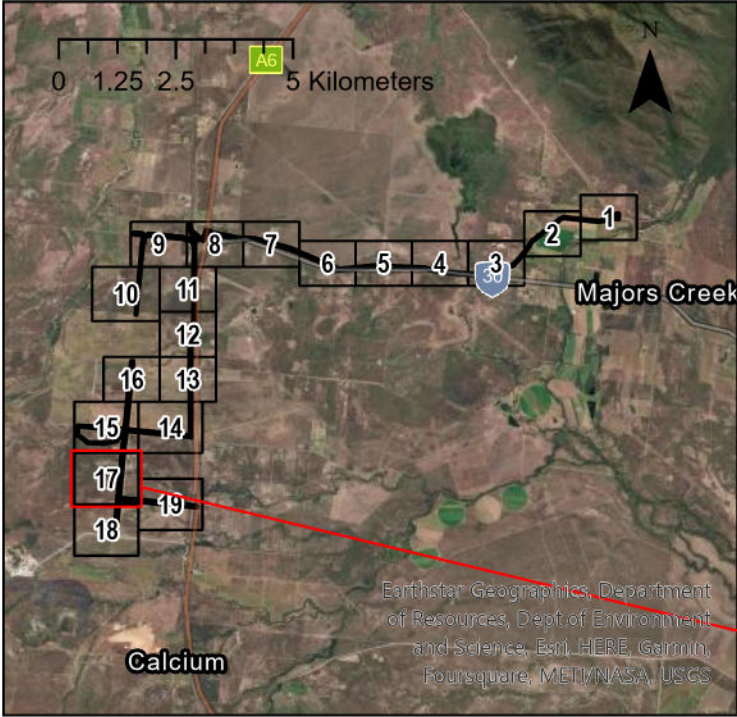 N
A6
0 1.25 2.5 5 Kilometers
1
2
9 8 7
6 5 4 3
30
10 11
Majors Creek
12
16 13
15 14
17
19
18
Earthstar Geographics, Department
of Resources, Dept.of Environment
and Science, Esri, HERE, Garmin,
Foursquare, METI/NASA, USGS
Calcium